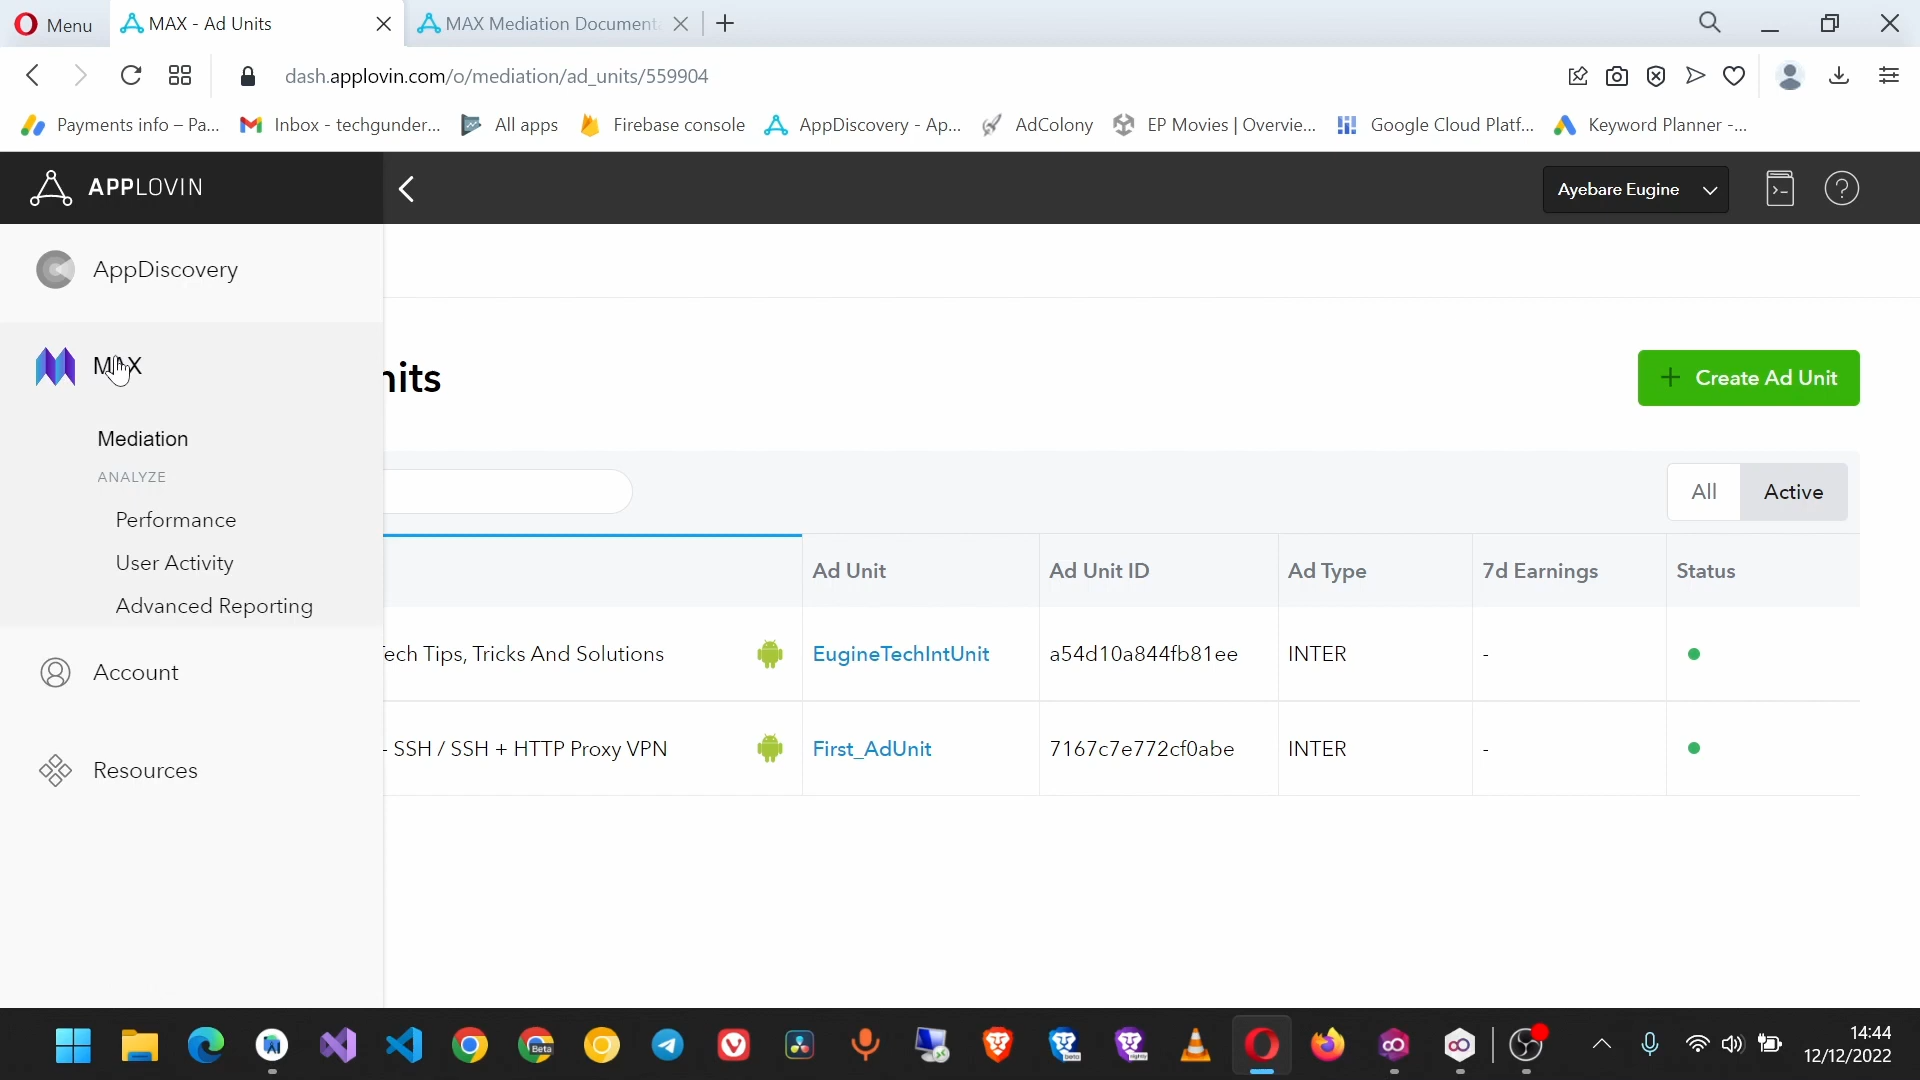 Menu
MAX - Ad Units
MAX Mediation Document
dash.applovin.com/o/mediation/ad_units/559904
Payments info – Pa...
Inbox - techgunder...
All apps
Firebase console
AppDiscovery - Ap...
AdColony
EP Movies | Overvie...
Google Cloud Platf...
Keyword Planner -...
APPLOVIN
Ayebare Eugine
AppDiscovery
MAX
nits
+ Create Ad Unit
Mediation
ANALYZE
Performance
User Activity
Advanced Reporting
Account
Resources
All
Active
Ad Unit
Ad Unit ID
Ad Type
7d Earnings
Status
Tech Tips, Tricks And Solutions
EugineTechIntUnit
a54d10a844fb81ee
INTER
-
- SSH / SSH + HTTP Proxy VPN
First_AdUnit
7167c7e772cf0abe
INTER
-
Beta
beta
14:44
12/12/2022